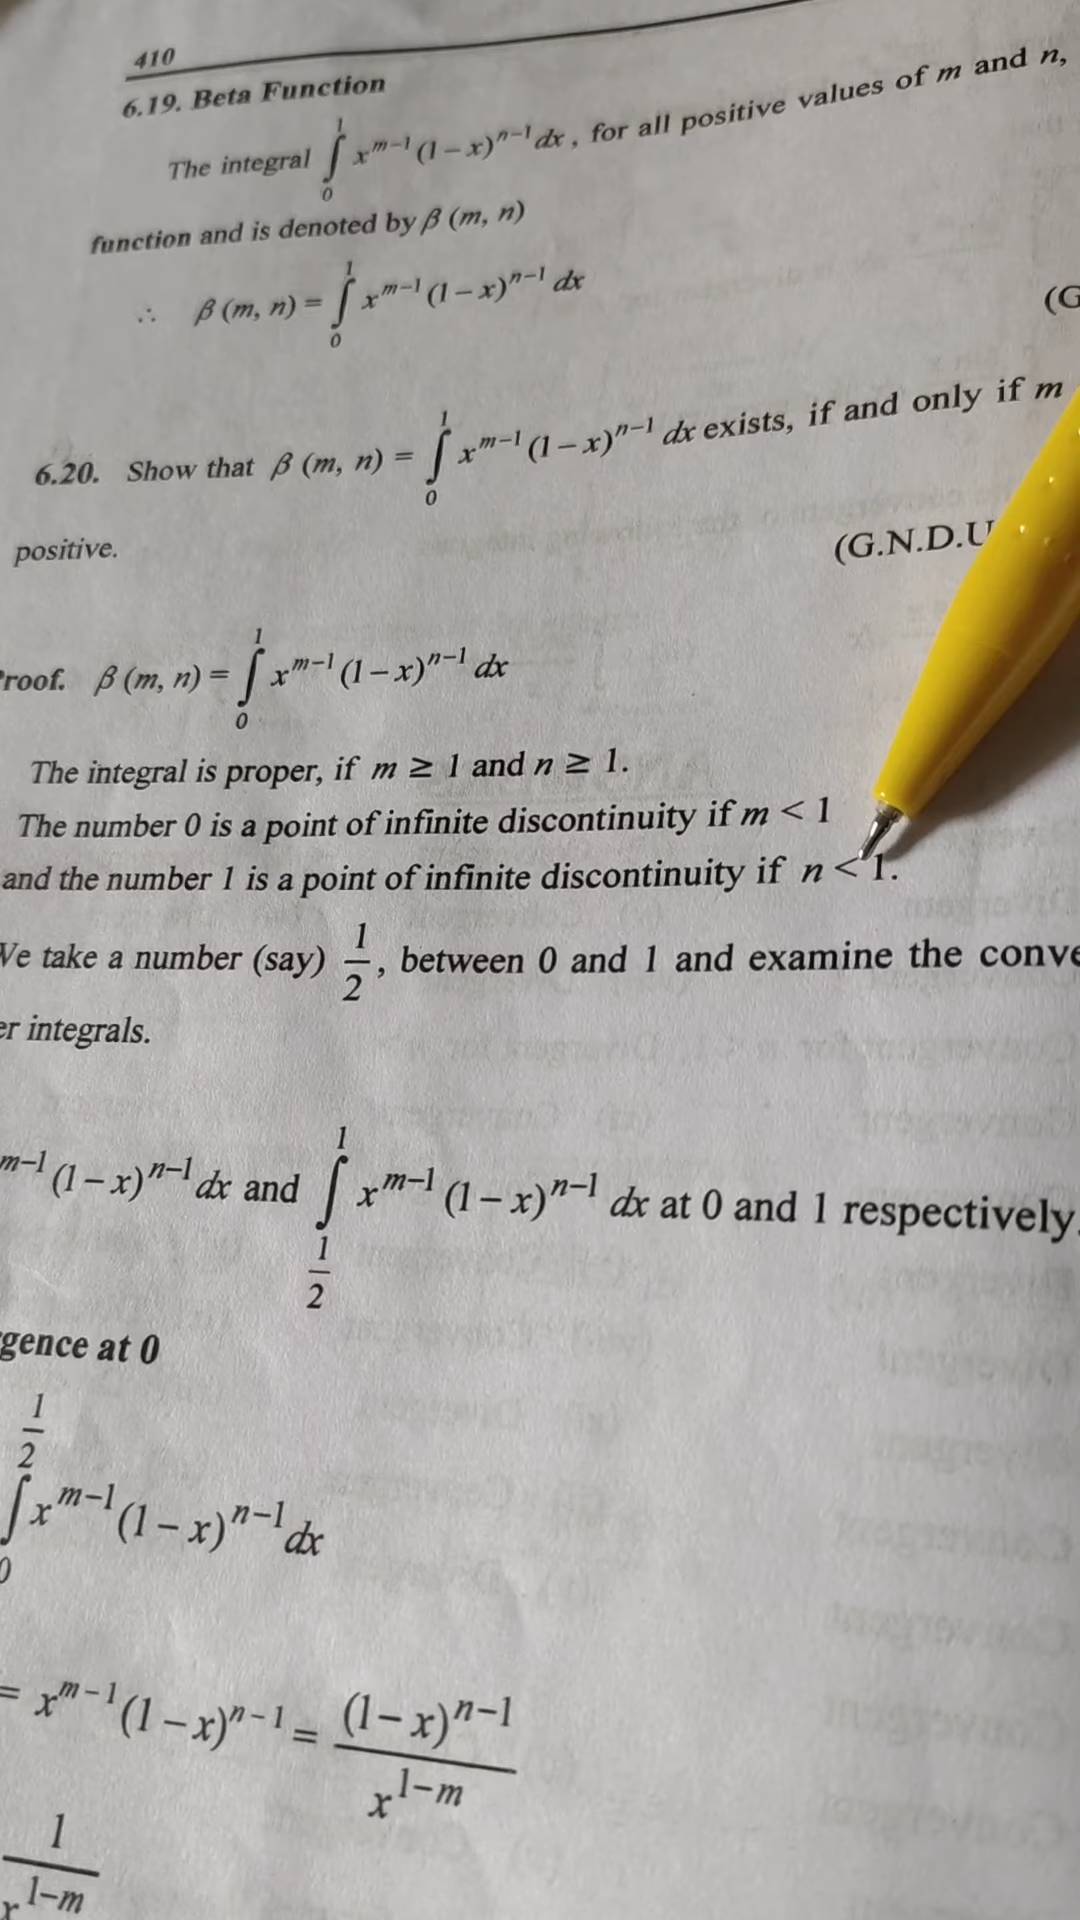 410
6.19. Beta Function
The integral ∫₀¹ x^{m−1} (1 − x)^{n−1} dx, for all positive values of m and n,
function and is denoted by β (m, n)
∴ β (m, n) = ∫₀¹ x^{m−1} (1 − x)^{n−1} dx
(G
6.20. Show that β (m, n) = ∫₀¹ x^{m−1} (1 − x)^{n−1} dx exists, if and only if m
positive.
(G.N.D.U
roof. β (m, n) = ∫₀¹ x^{m−1} (1 − x)^{n−1} dx
The integral is proper, if m ≥ 1 and n ≥ 1.
The number 0 is a point of infinite discontinuity if m < 1
and the number 1 is a point of infinite discontinuity if n < 1.
We take a number (say) 1/2, between 0 and 1 and examine the conve
er integrals.
m−1 (1 − x)^{n−1} dx and ∫_{1/2}^1 x^{m−1} (1 − x)^{n−1} dx at 0 and 1 respectively.
gence at 0
∫₀^{1/2} x^{m−1} (1 − x)^{n−1} dx
= x^{m−1} (1 − x)^{n−1} = (1 − x)^{n−1} / x^{1−m}
1 / x^{1−m}